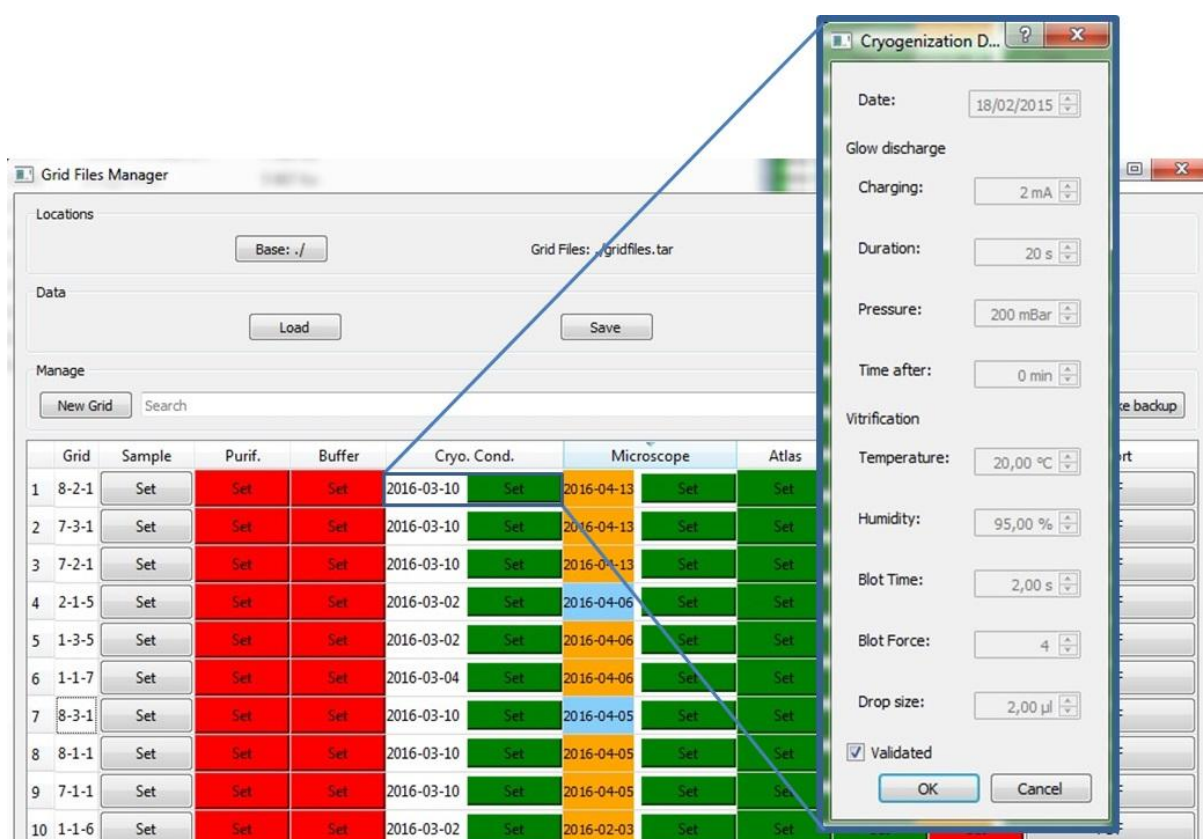 Cryogenization D...
Date: 18/02/2015
Glow discharge
Charging: 2 mA
Duration: 20 s
Pressure: 200 mBar
Time after: 0 min
Vitrification
Temperature: 20,00 ºC
Humidity: 95,00 %
Blot Time: 2,00 s
Blot Force: 4
Drop size: 2,00 µl
Validated
OK Cancel
Grid Files Manager
Locations
Base: ./ Grid Files: ./gridfiles.tar
Data
Load Save
Manage
New Grid Search backup
Grid Sample Purif. Buffer Cryo. Cond. Microscope Atlas
1 8-2-1 Set Set Set 2016-03-10 Set 2016-04-13 Set Set
2 7-3-1 Set Set Set 2016-03-10 Set 2016-04-13 Set Set
3 7-2-1 Set Set Set 2016-03-10 Set 2016-04-13 Set Set
4 2-1-5 Set Set Set 2016-03-02 Set 2016-04-06 Set Set
5 1-3-5 Set Set Set 2016-03-02 Set 2016-04-06 Set Set
6 1-1-7 Set Set Set 2016-03-04 Set 2016-04-06 Set Set
7 8-3-1 Set Set Set 2016-03-10 Set 2016-04-05 Set Set
8 8-1-1 Set Set Set 2016-03-10 Set 2016-04-05 Set Set
9 7-1-1 Set Set Set 2016-03-10 Set 2016-04-05 Set Set
10 1-1-6 Set Set Set 2016-03-02 Set 2016-02-03 Set Set